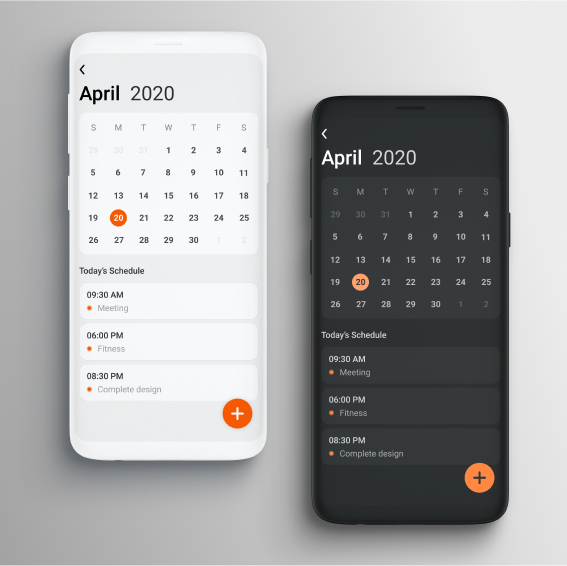 April 2020
S M T W T F S
29 30 31 1 2 3 4
5 6 7 8 9 10 11
12 13 14 15 16 17 18
19 20 21 22 23 24 25
26 27 28 29 30 1 2
Today's Schedule
09:30 AM
Meeting
06:00 PM
Fitness
08:30 PM
Complete design
April 2020
S M T W T F S
29 30 31 1 2 3 4
5 6 7 8 9 10 11
12 13 14 15 16 17 18
19 20 21 22 23 24 25
26 27 28 29 30 1 2
Today's Schedule
09:30 AM
Meeting
06:00 PM
Fitness
08:30 PM
Complete design